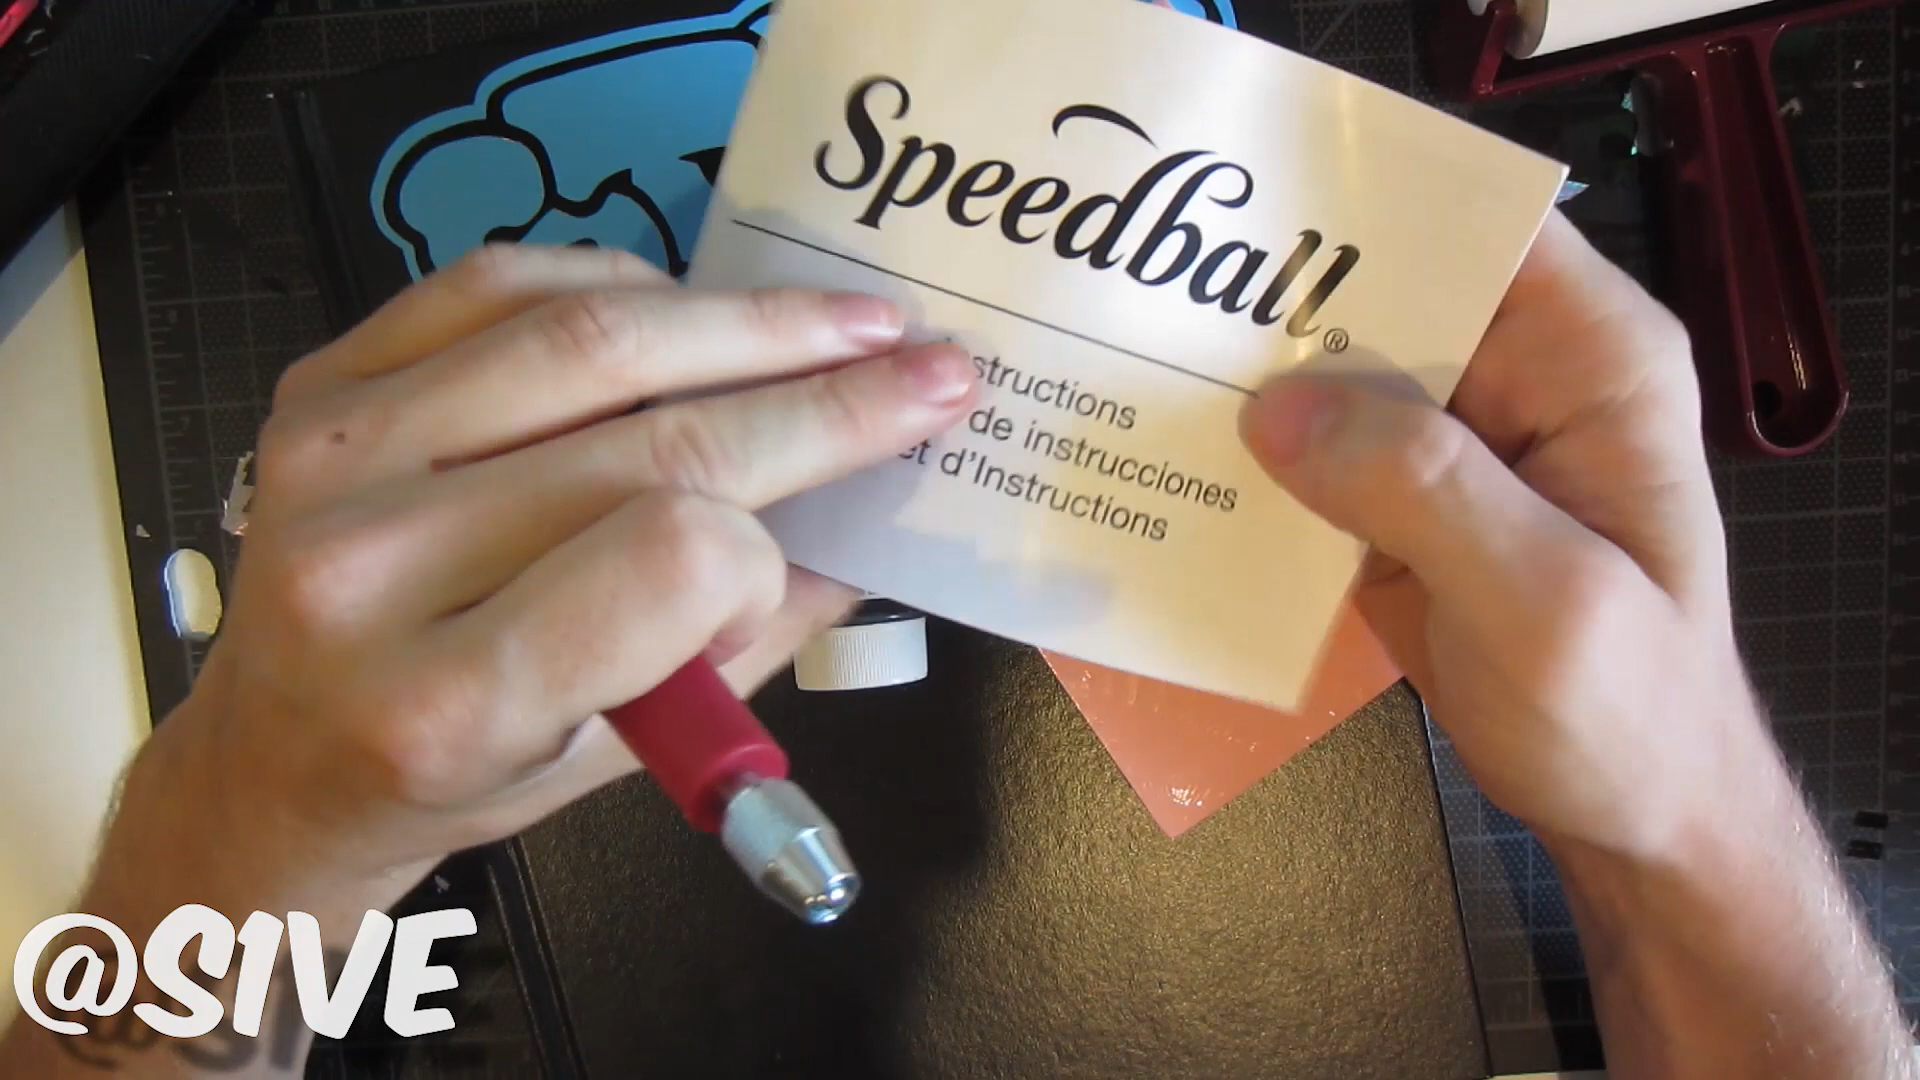 Speedball®
structions
de instrucciones
et d'Instructions
@S1VE